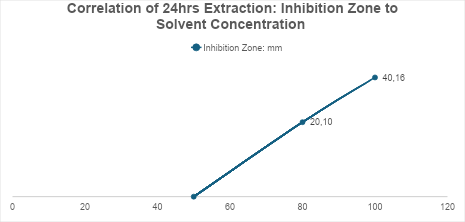 Correlation of 24hrs Extraction: Inhibition Zone to
Solvent Concentration
Inhibition Zone: mm
40,16
20,10
0 20 40 60 80 100 120